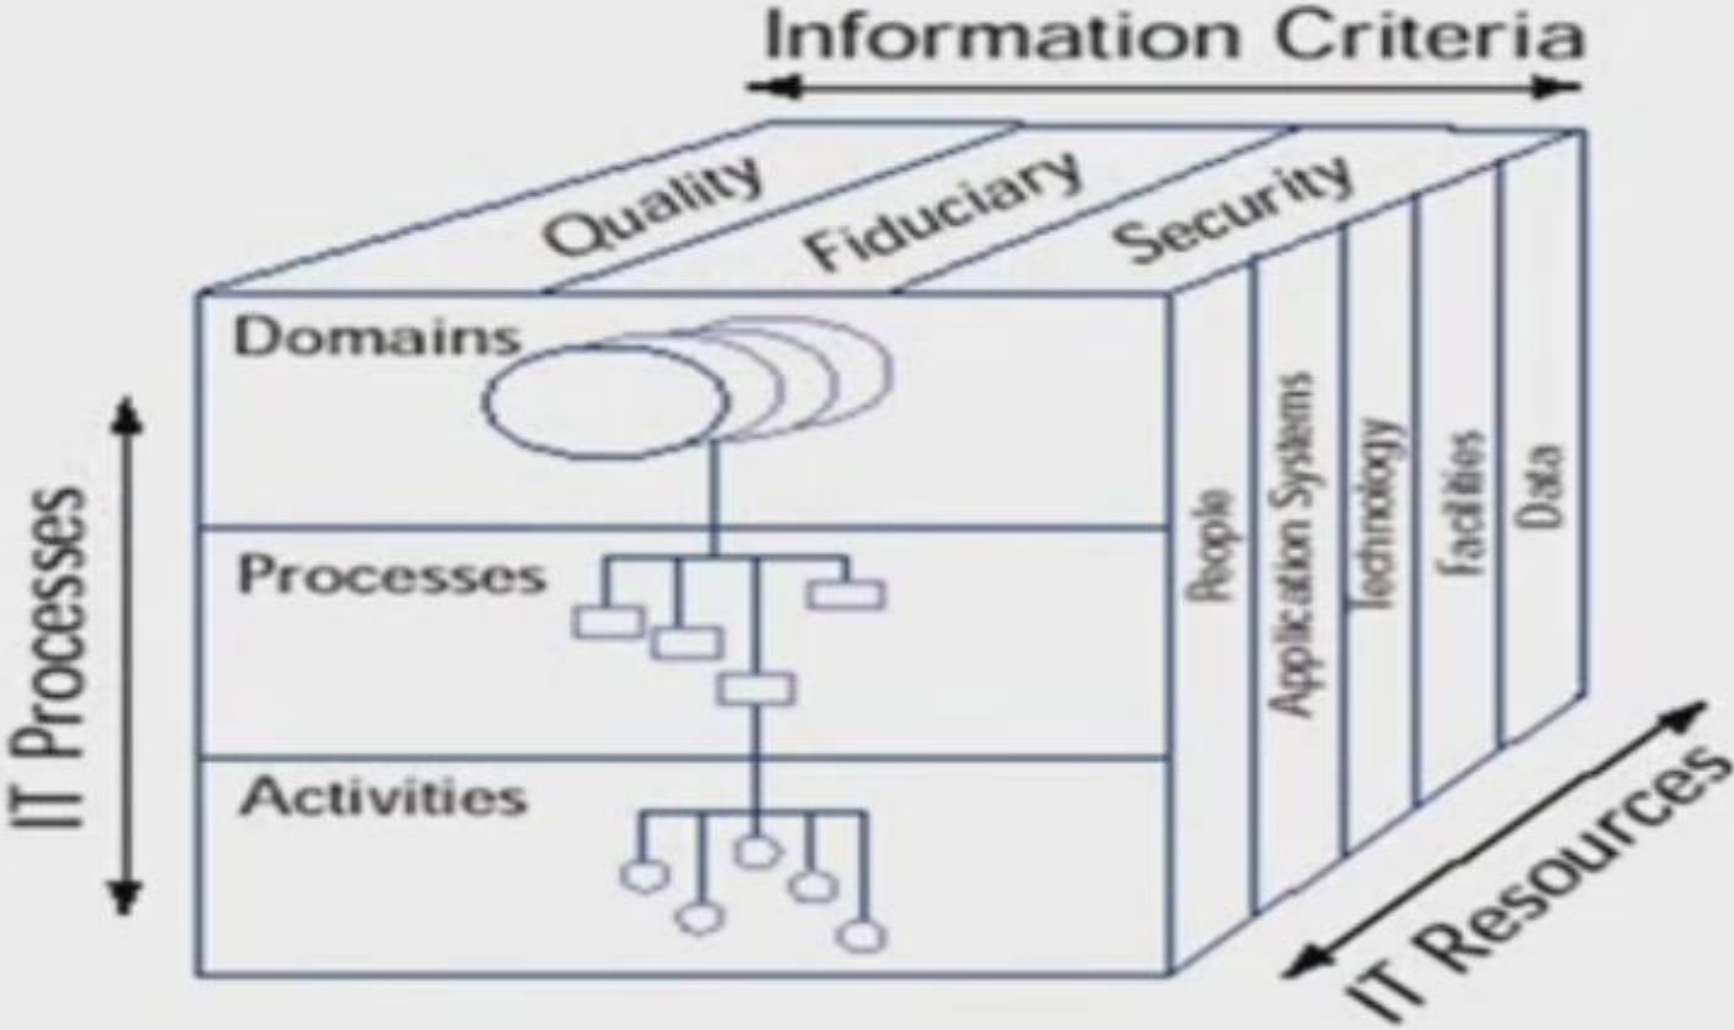 Information Criteria
Quality
Fiduciary
Security
Domains
Processes
Activities
IT Processes
People
Application Systems
Technology
Facilities
Data
IT Resources